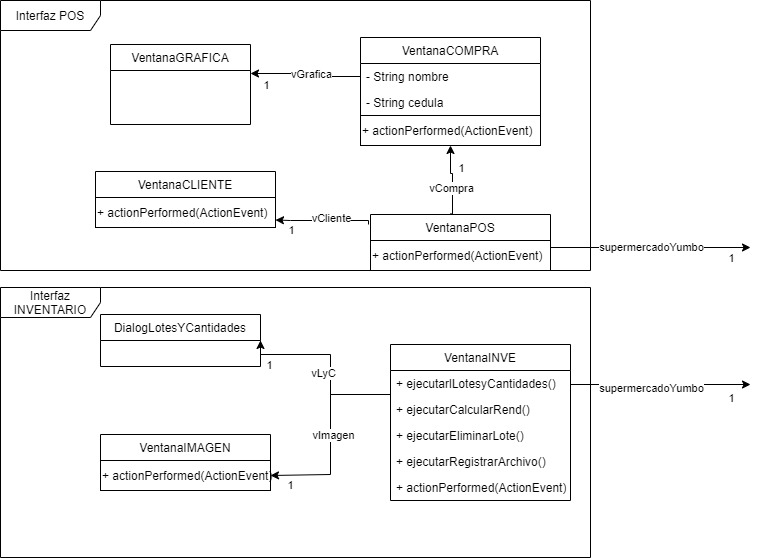 Interfaz POS
VentanaGRAFICA
VentanaCOMPRA
- String nombre
- String cedula
+ actionPerformed(ActionEvent)
vGrafica
1
1
vCompra
VentanaCLIENTE
+ actionPerformed(ActionEvent)
vCliente
1
VentanaPOS
+ actionPerformed(ActionEvent)
supermercadoYumbo
1
Interfaz
INVENTARIO
DialogLotesYCantidades
1
vLyC
VentanaINVE
+ ejecutarILotesyCantidades()
+ ejecutarCalcularRend()
+ ejecutarEliminarLote()
+ ejecutarRegistrarArchivo()
+ actionPerformed(ActionEvent)
supermercadoYumbo
1
vImagen
VentanaIMAGEN
+ actionPerformed(ActionEvent)
1